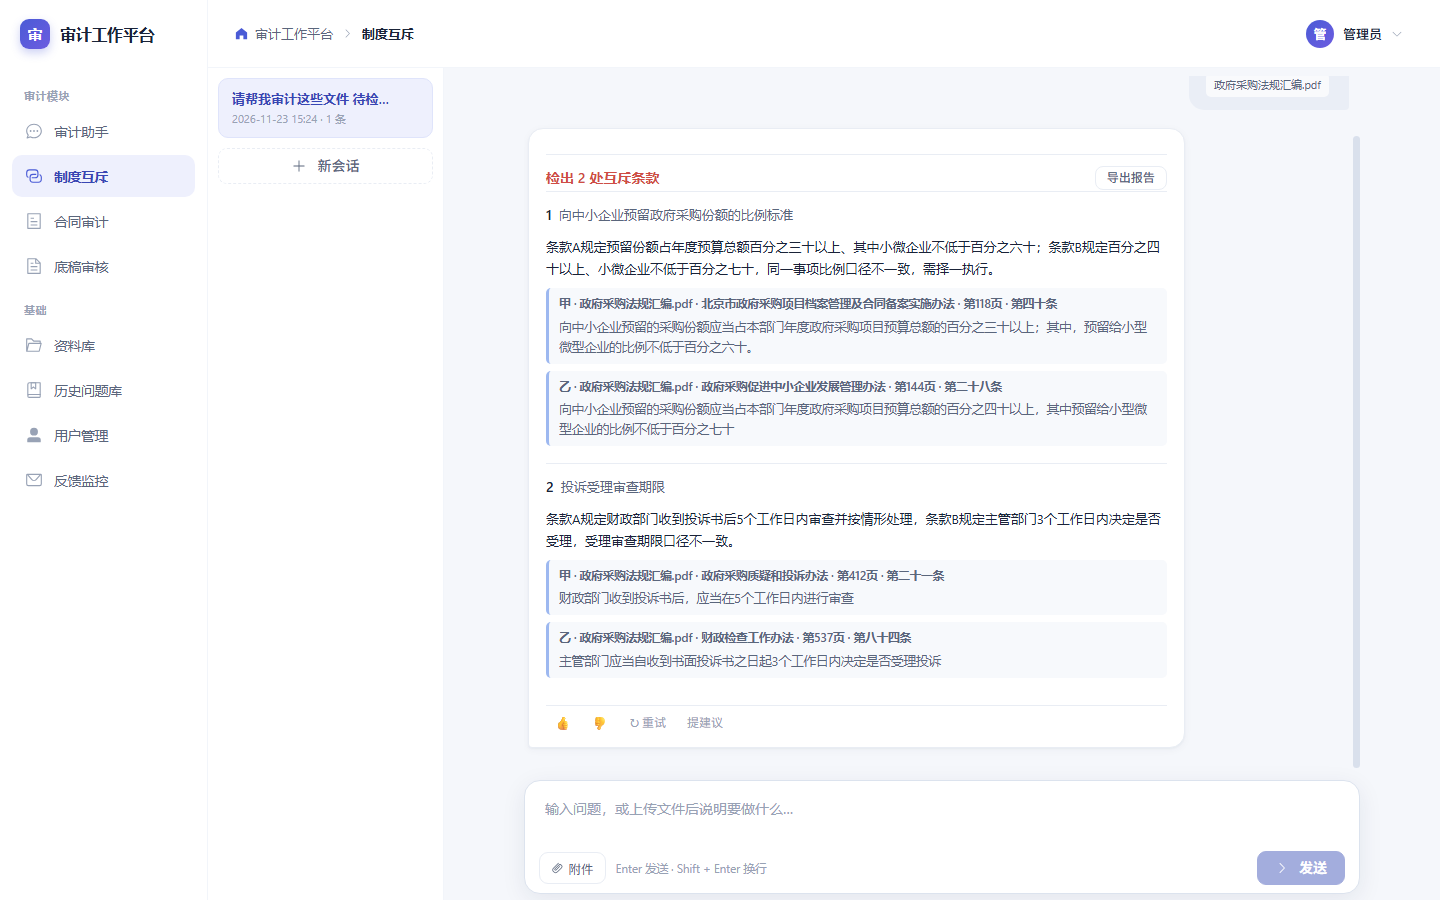 审 审计工作平台
审计模块
审计助手
制度互斥
合同审计
底稿审核
基础
资料库
历史问题库
用户管理
反馈监控
审计工作平台 > 制度互斥
管 管理员
请帮我审计这些文件 待检...
2026-11-23 15:24 · 1 条
+ 新会话
政府采购法规汇编.pdf
检出 2 处互斥条款
导出报告
1 向中小企业预留政府采购份额的比例标准
条款A规定预留份额占年度预算总额百分之三十以上、其中小微企业不低于百分之六十；条款B规定百分之四
十以上、小微企业不低于百分之七十，同一事项比例口径不一致，需择一执行。
甲 · 政府采购法规汇编.pdf · 北京市政府采购项目档案管理及合同备案实施办法 · 第118页 · 第四十条
向中小企业预留的采购份额应当占本部门年度政府采购项目预算总额的百分之三十以上；其中，预留给小型
微型企业的比例不低于百分之六十。
乙 · 政府采购法规汇编.pdf · 政府采购促进中小企业发展管理办法 · 第144页 · 第二十八条
向中小企业预留的采购份额应当占本部门年度政府采购项目预算总额的百分之四十以上，其中预留给小型微
型企业的比例不低于百分之七十
2 投诉受理审查期限
条款A规定财政部门收到投诉书后5个工作日内审查并按情形处理，条款B规定主管部门3个工作日内决定是否
受理，受理审查期限口径不一致。
甲 · 政府采购法规汇编.pdf · 政府采购质疑和投诉办法 · 第412页 · 第二十一条
财政部门收到投诉书后，应当在5个工作日内进行审查
乙 · 政府采购法规汇编.pdf · 财政检查工作办法 · 第537页 · 第八十四条
主管部门应当自收到书面投诉书之日起3个工作日内决定是否受理投诉
👍 👎 ↻ 重试 提建议
输入问题，或上传文件后说明要做什么...
附件
Enter 发送 · Shift + Enter 换行
发送